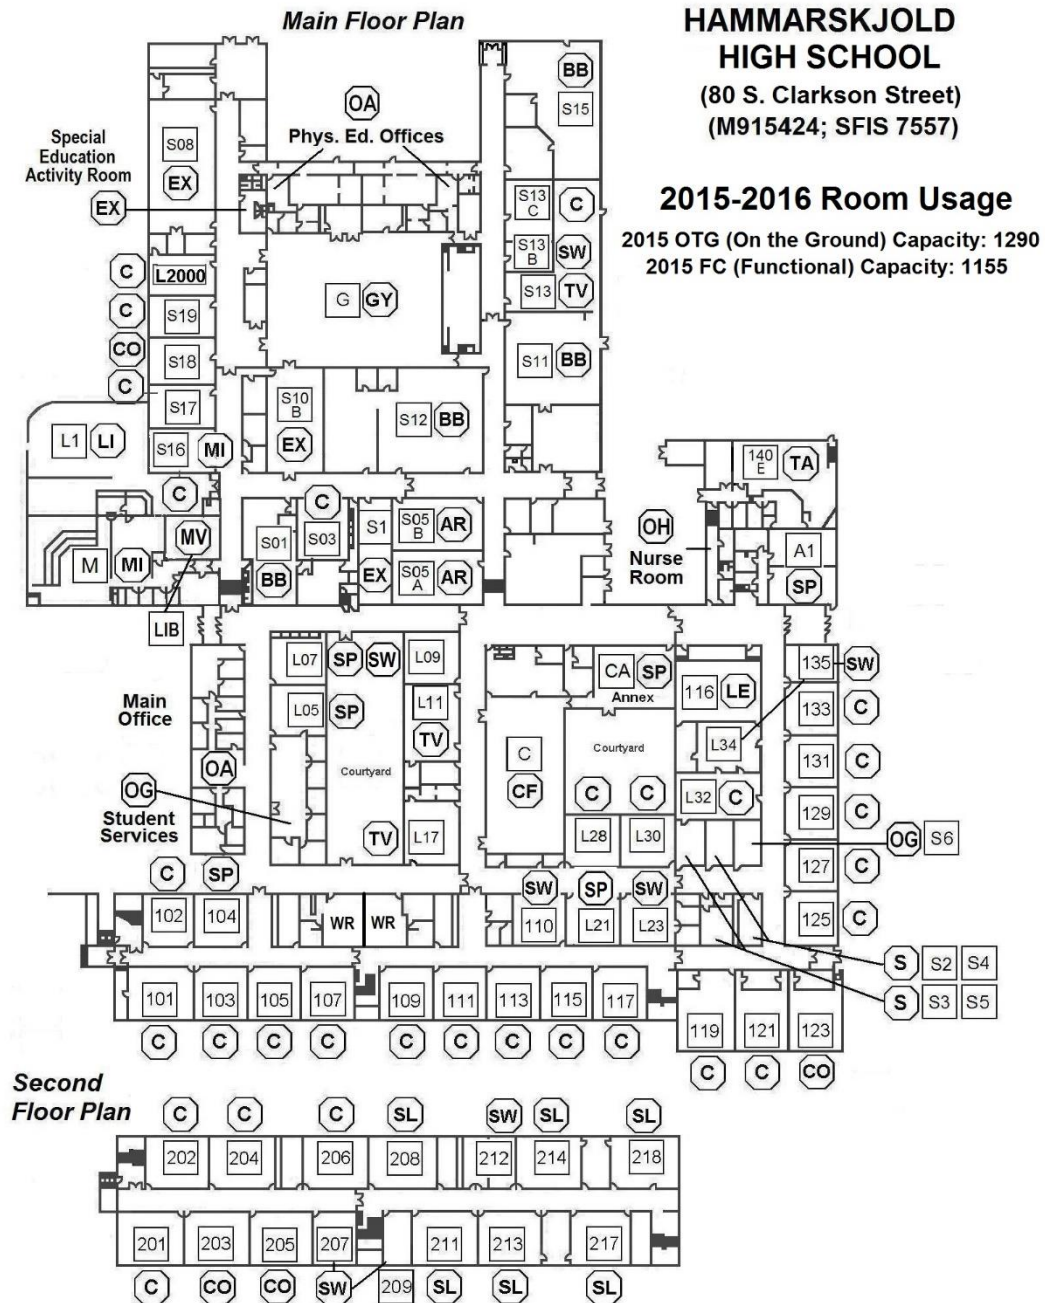 Main Floor Plan
HAMMARSKJOLD
HIGH SCHOOL
(80 S. Clarkson Street)
(M915424; SFIS 7557)
2015-2016 Room Usage
2015 OTG (On the Ground) Capacity: 1290
2015 FC (Functional) Capacity: 1155
OA
Phys. Ed. Offices
BB
S15
Special
Education
Activity Room
EX
S08
EX
S13
C
C
S13
B
SW
S13 TV
C L2000
C S19
CO S18
C S17
G GY
S11 BB
S10
B
EX
S12 BB
L1 LI
S16 MI
C
140
E
TA
M MI
MV
LIB
S01
BB
C
S03
S1
EX
S05
B
AR
S05
A
AR
OH
Nurse
Room
A1
SP
L07 SP SW L09
L05 SP L11
TV
Main
Office
OA
Courtyard
OG
Student
Services
TV L17
CA SP
Annex
116 LE
135 SW
C
CF
Courtyard
L34
133 C
131 C
C C
L28 L30
L32 C
129 C
OG S6
127 C
125 C
C SP
102 104
WR WR
SW SP SW
110 L21 L23
S S2 S4
S S3 S5
101 103 105 107 109 111 113 115 117
C C C C C C C C C
119 121 123
C C CO
Second
Floor Plan
C C C SL SW SL SL
202 204 206 208 212 214 218
201 203 205 207 211 213 217
C CO CO SW 209 SL SL SL